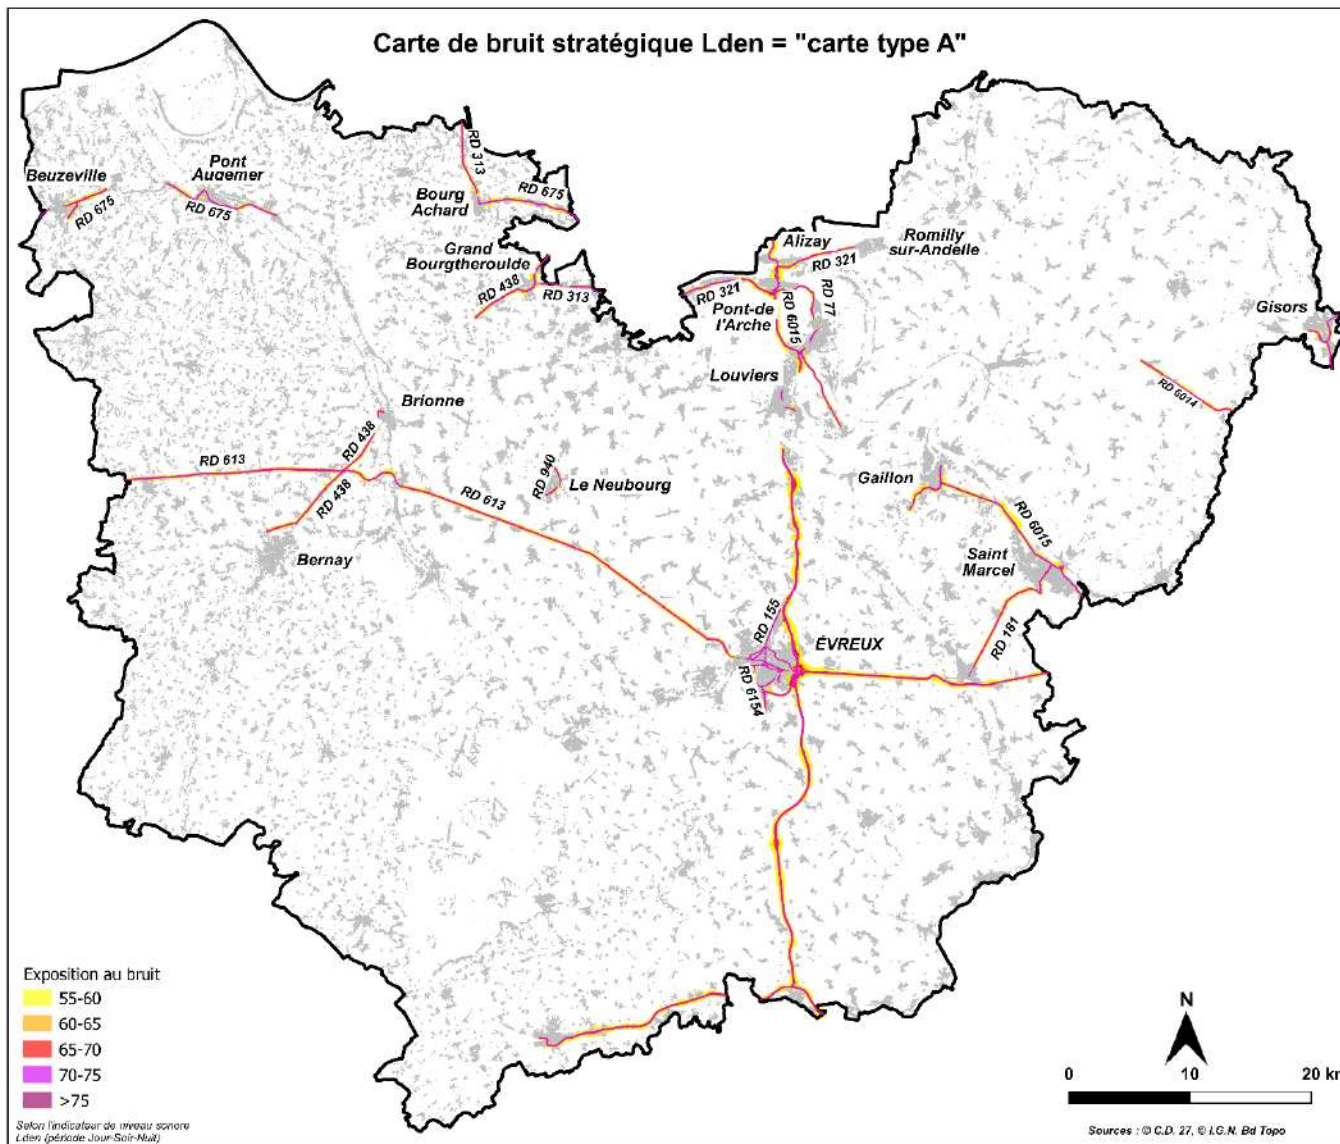 Carte de bruit stratégique Lden = "carte type A"
Beuzeville
RD 675
Pont
Audemer
RD 675
RD 313
Bourg
Achard
RD 675
Grand
Bourgtheroulde
RD 438
RD 313
Alizay
Romilly
sur-Andelle
RD 321
RD 321
RD 77
Pont-de
l'Arche
RD 6015
Gisors
RD 6014
Louviers
Brionne
RD 438
RD 613
RD 438
RD 613
RD 940
Le Neubourg
Bernay
Gaillon
RD 6015
Saint
Marcel
RD 181
RD 155
ÉVREUX
RD 6154
Exposition au bruit
55-60
60-65
65-70
70-75
>75
Selon l'indicateur de niveau sonore
Lden (période Jour-Soir-Nuit)
N
0 10 20 km
Sources : © C.D. 27, © I.G.N. Bd Topo